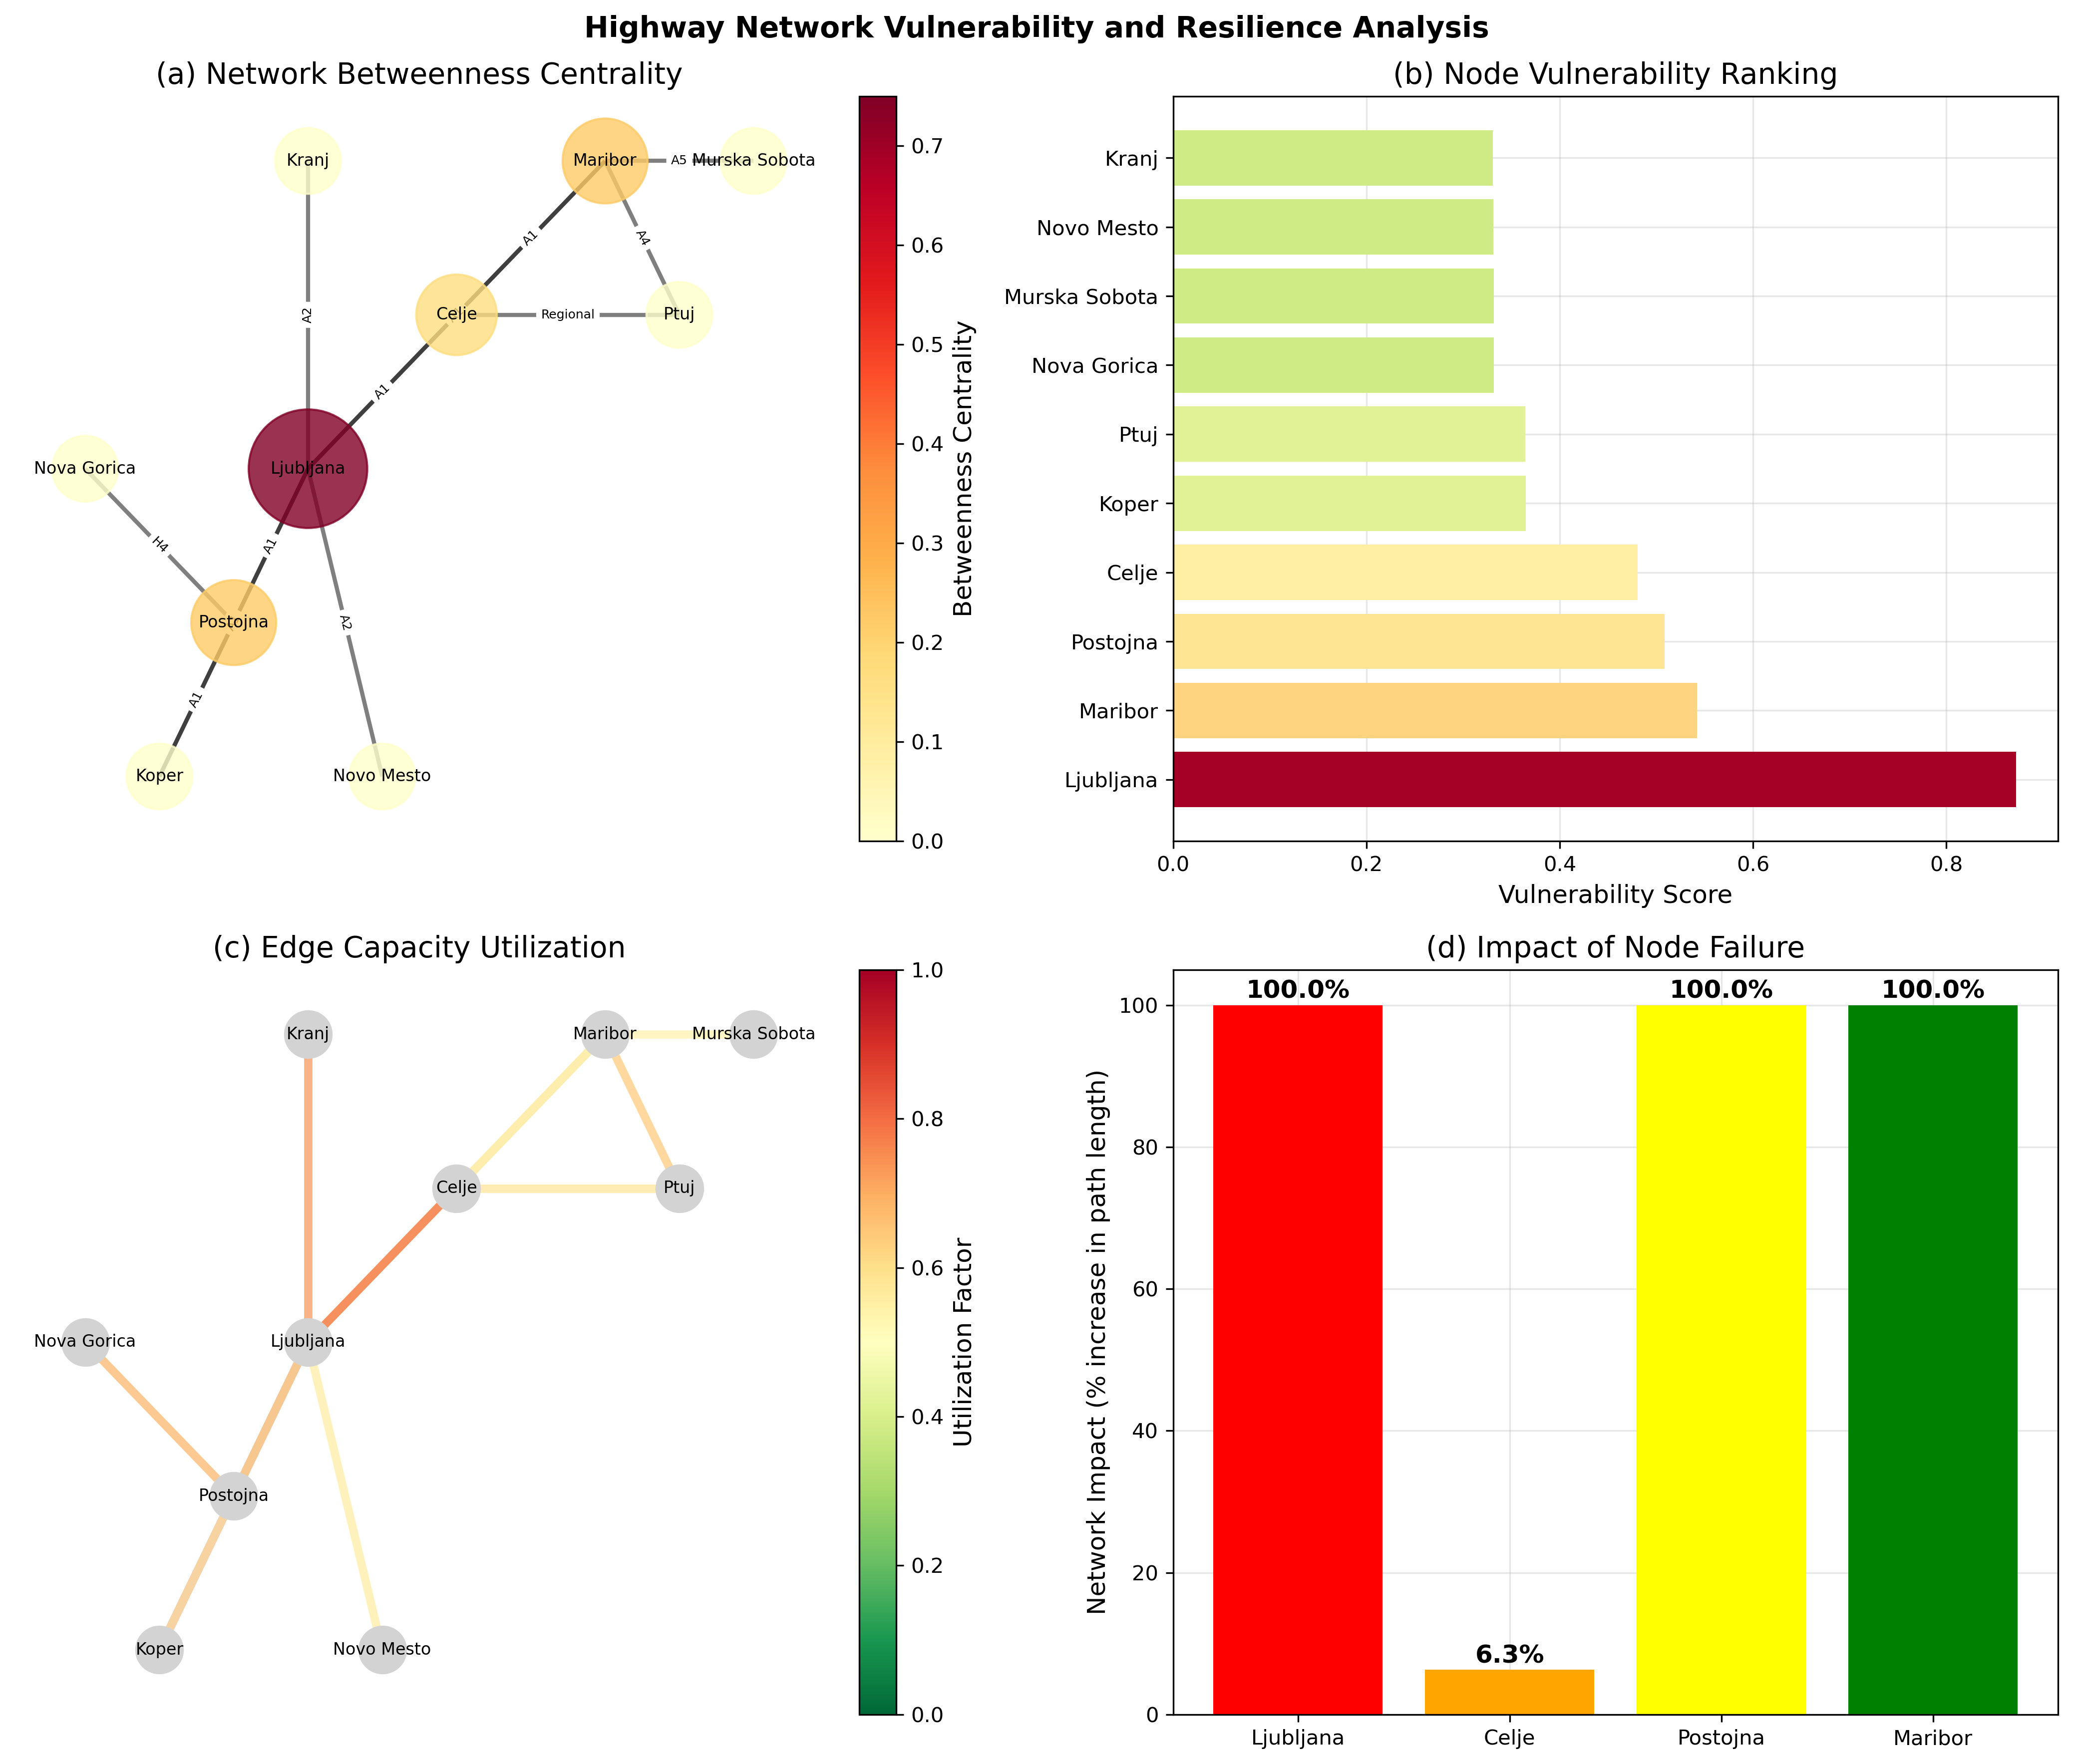 Highway Network Vulnerability and Resilience Analysis
(a) Network Betweenness Centrality
Kranj
Maribor
A5
Murska Sobota
A1
A4
A2
Celje
Regional
Ptuj
A1
Nova Gorica
Ljubljana
H4
A1
Postojna
A2
A1
Koper
Novo Mesto
0.7
0.6
0.5
0.4
0.3
0.2
0.1
0.0
Betweenness Centrality
(b) Node Vulnerability Ranking
Kranj
Novo Mesto
Murska Sobota
Nova Gorica
Ptuj
Koper
Celje
Postojna
Maribor
Ljubljana
0.0 0.2 0.4 0.6 0.8
Vulnerability Score
(c) Edge Capacity Utilization
Kranj
Maribor
Murska Sobota
Celje
Ptuj
Nova Gorica
Ljubljana
Postojna
Koper
Novo Mesto
1.0
0.8
0.6
0.4
0.2
0.0
Utilization Factor
(d) Impact of Node Failure
100.0% 100.0% 100.0%
6.3%
100
80
60
40
20
0
Network Impact (% increase in path length)
Ljubljana Celje Postojna Maribor